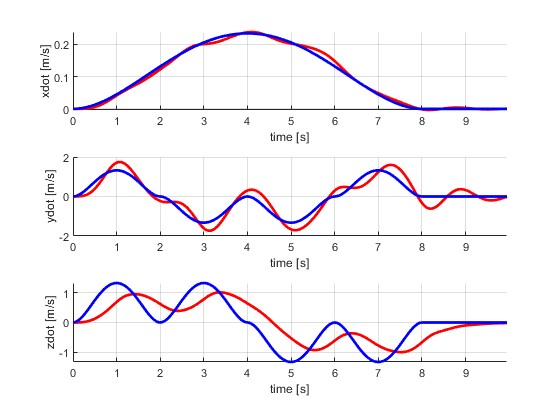 0.2
0.1
0
xdot [m/s]
0 1 2 3 4 5 6 7 8 9
time [s]
2
0
-2
ydot [m/s]
0 1 2 3 4 5 6 7 8 9
time [s]
1
0
-1
zdot [m/s]
0 1 2 3 4 5 6 7 8 9
time [s]